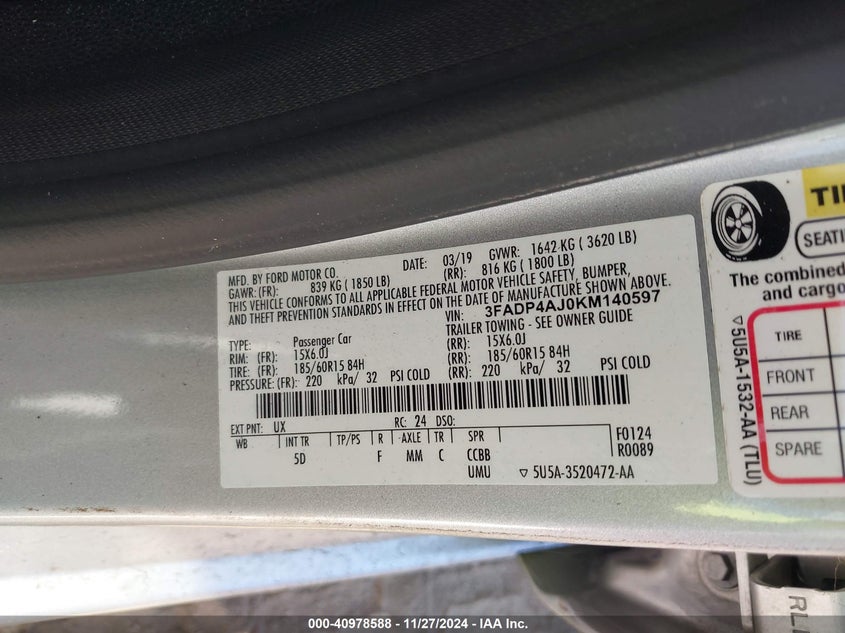 MFD. BY FORD MOTOR CO.
DATE: 03/19 GVWR: 1642 KG ( 3620 LB)
GAWR: (FR): 839 KG ( 1850 LB) (RR): 816 KG ( 1800 LB)
THIS VEHICLE CONFORMS TO ALL APPLICABLE FEDERAL MOTOR VEHICLE SAFETY, BUMPER,
AND THEFT PREVENTION STANDARDS IN EFFECT ON THE DATE OF MANUFACTURE SHOWN ABOVE.
VIN: 3FADP4AJ0KM140597
TYPE: Passenger Car TRAILER TOWING - SEE OWNER GUIDE
RIM: (FR): 15X6.0J (RR): 15X6.0J
TIRE: (FR): 185/60R15 84H (RR): 185/60R15 84H
PRESSURE: (FR): 220 kPa/ 32 PSI COLD (RR): 220 kPa/ 32 PSI COLD
EXT PNT: UX RC: 24 DSO:
WB INT TR TP/PS R AXLE TR SPR F0124
5D F MM C CCBB R0089
UMU ▽ 5U5A-3520472-AA
TI
SEATI
The combined
and cargo
TIRE
FRONT
REAR
SPARE
▽ 5U5A-1532-AA (TLU)
RL
000-40978588 — 11/27/2024 — IAA Inc.